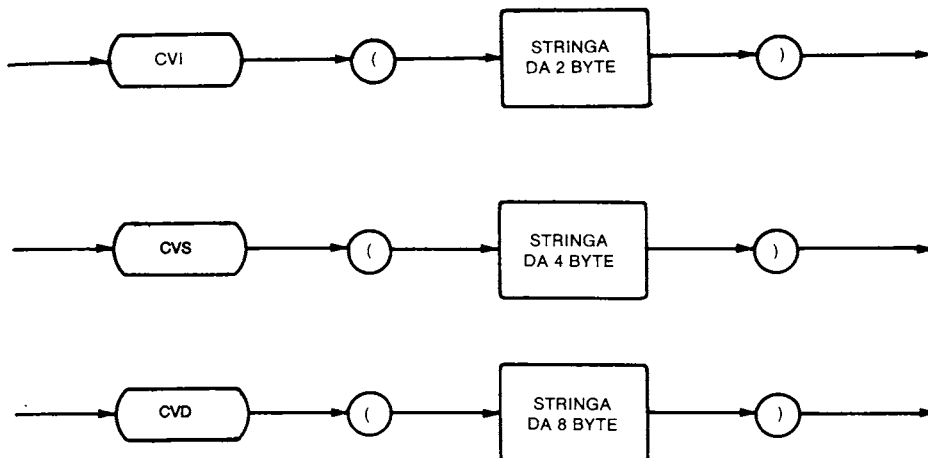 CVI
(
STRINGA
DA 2 BYTE
)
CVS
(
STRINGA
DA 4 BYTE
)
CVD
(
STRINGA
DA 8 BYTE
)